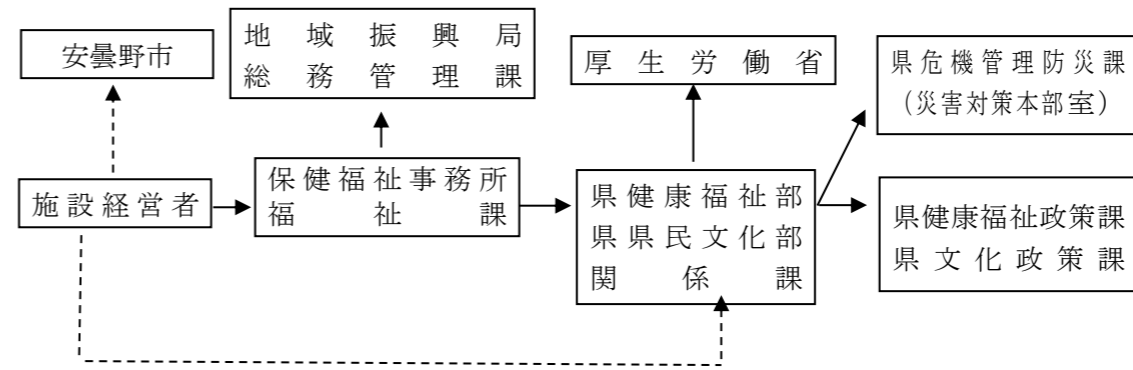 安曇野市
地域振興局
総務管理課
厚生労働省
県危機管理防災課
（災害対策本部室）
施設経営者
保健福祉事務所
福祉課
県健康福祉部
県県民文化部
関係課
県健康福祉政策課
県文化政策課